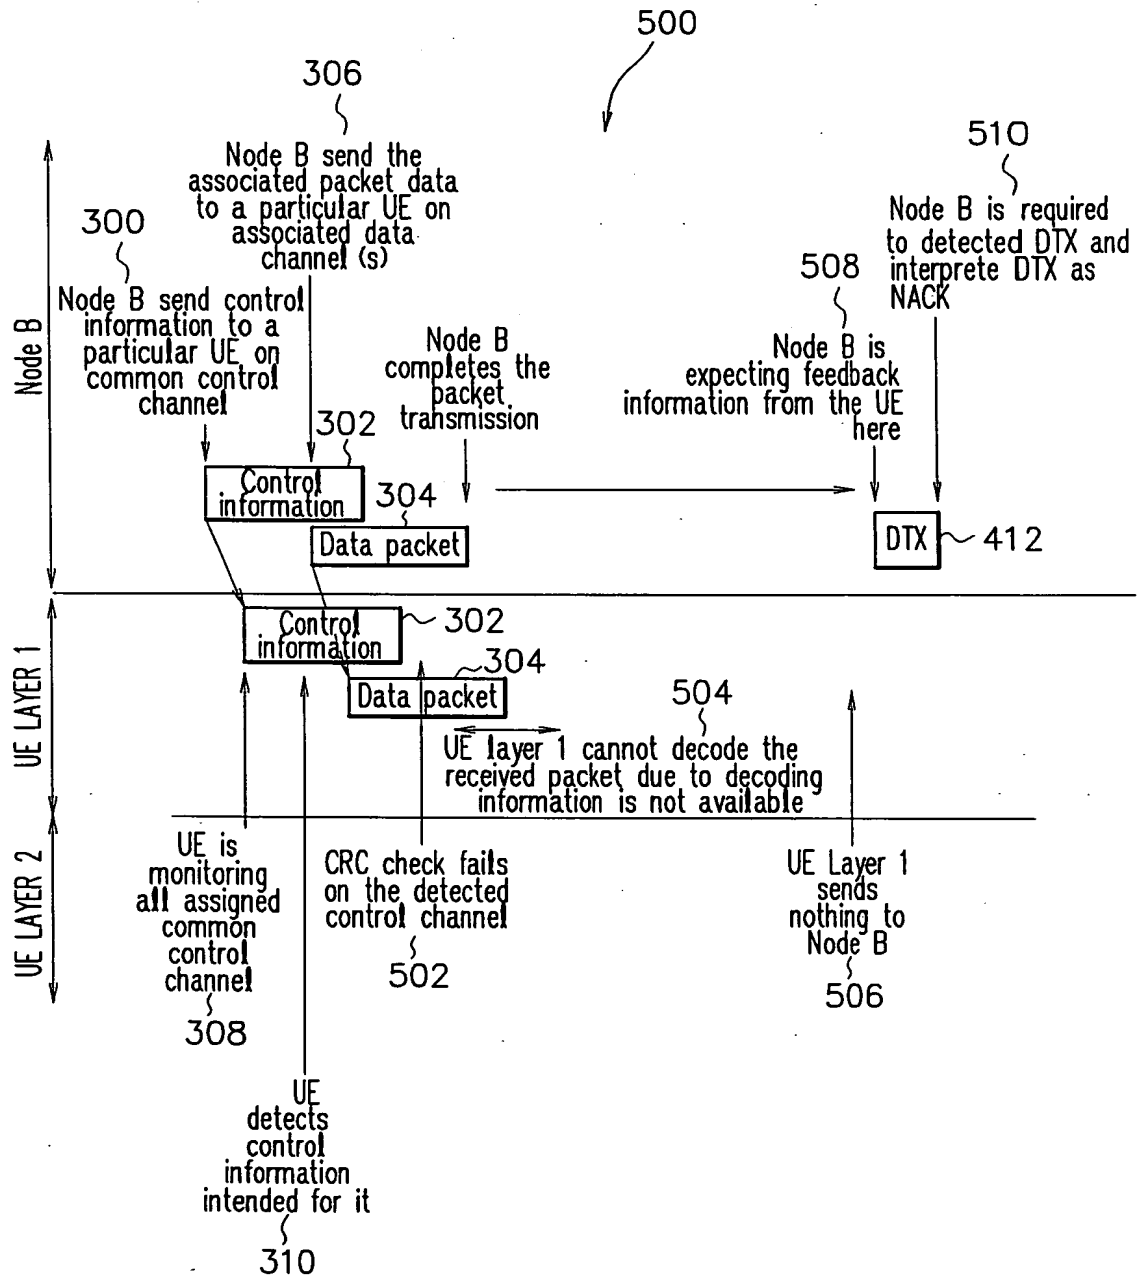 500
306
Node B send the
associated packet data
to a particular UE on
associated data
channel (s)
510
Node B is required
to detected DTX and
interprete DTX as
NACK
300
Node B send control
information to a
particular UE on
common control
channel
508
Node B is
expecting feedback
information from the UE
here
Node B
completes the
packet
transmission
Node B
302
Control
information
304
Data packet
DTX
412
UE LAYER 1
Control
information
302
304
Data packet
504
UE layer 1 cannot decode the
received packet due to decoding
information is not available
UE LAYER 2
UE is
monitoring
all assigned
common
control
channel
308
CRC check fails
on the detected
control channel
502
UE Layer 1
sends
nothing to
Node B
506
UE
detects
control
information
intended for it
310